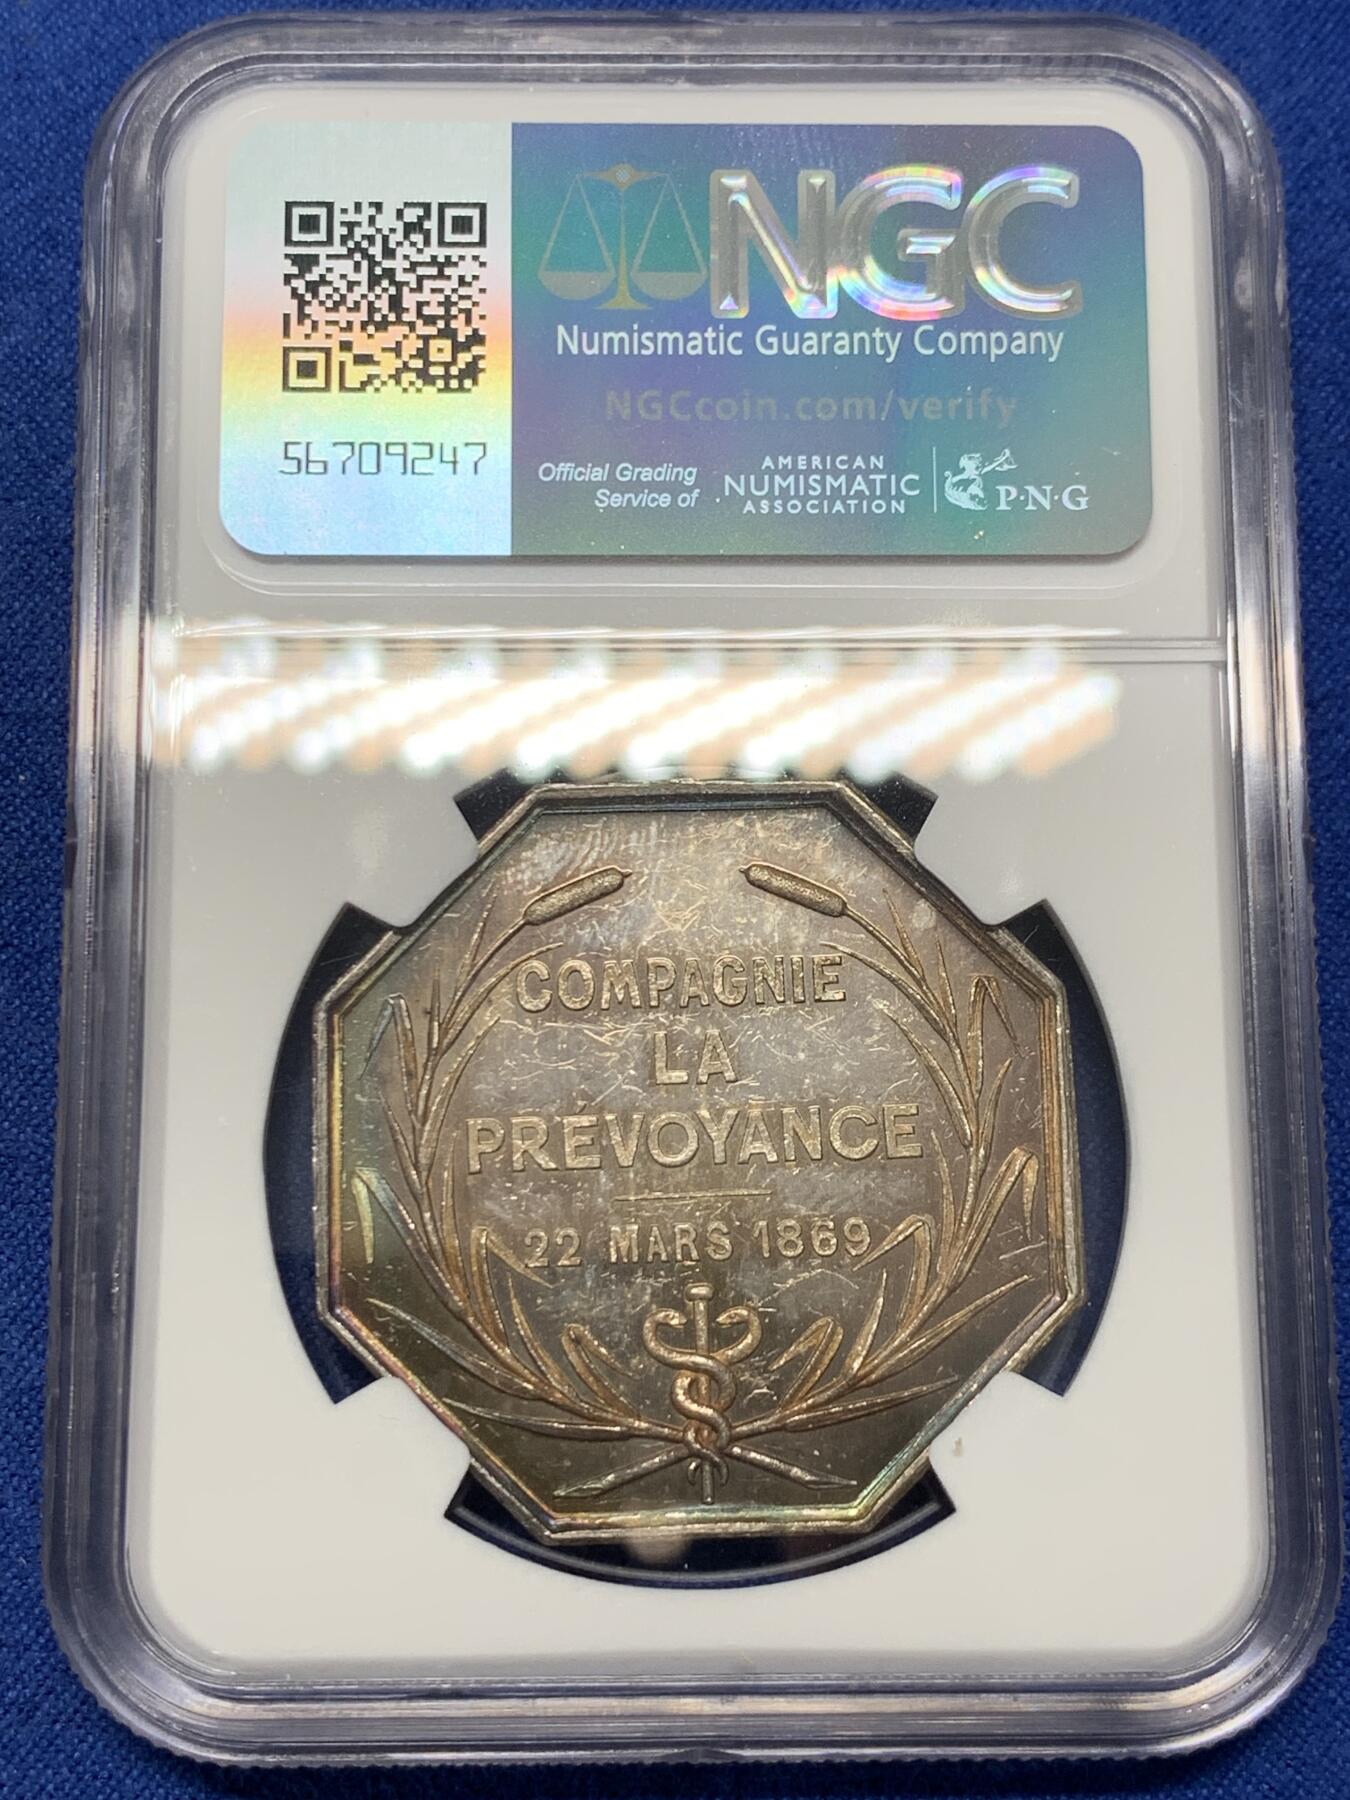 NGC
Numismatic Guaranty Company
NGCcoin.com/verify
56709247
Official Grading
Service of
AMERICAN
NUMISMATIC
ASSOCIATION
P·N·G
COMPAGNIE
LA
PRÉVOYANCE
22 MARS 1869